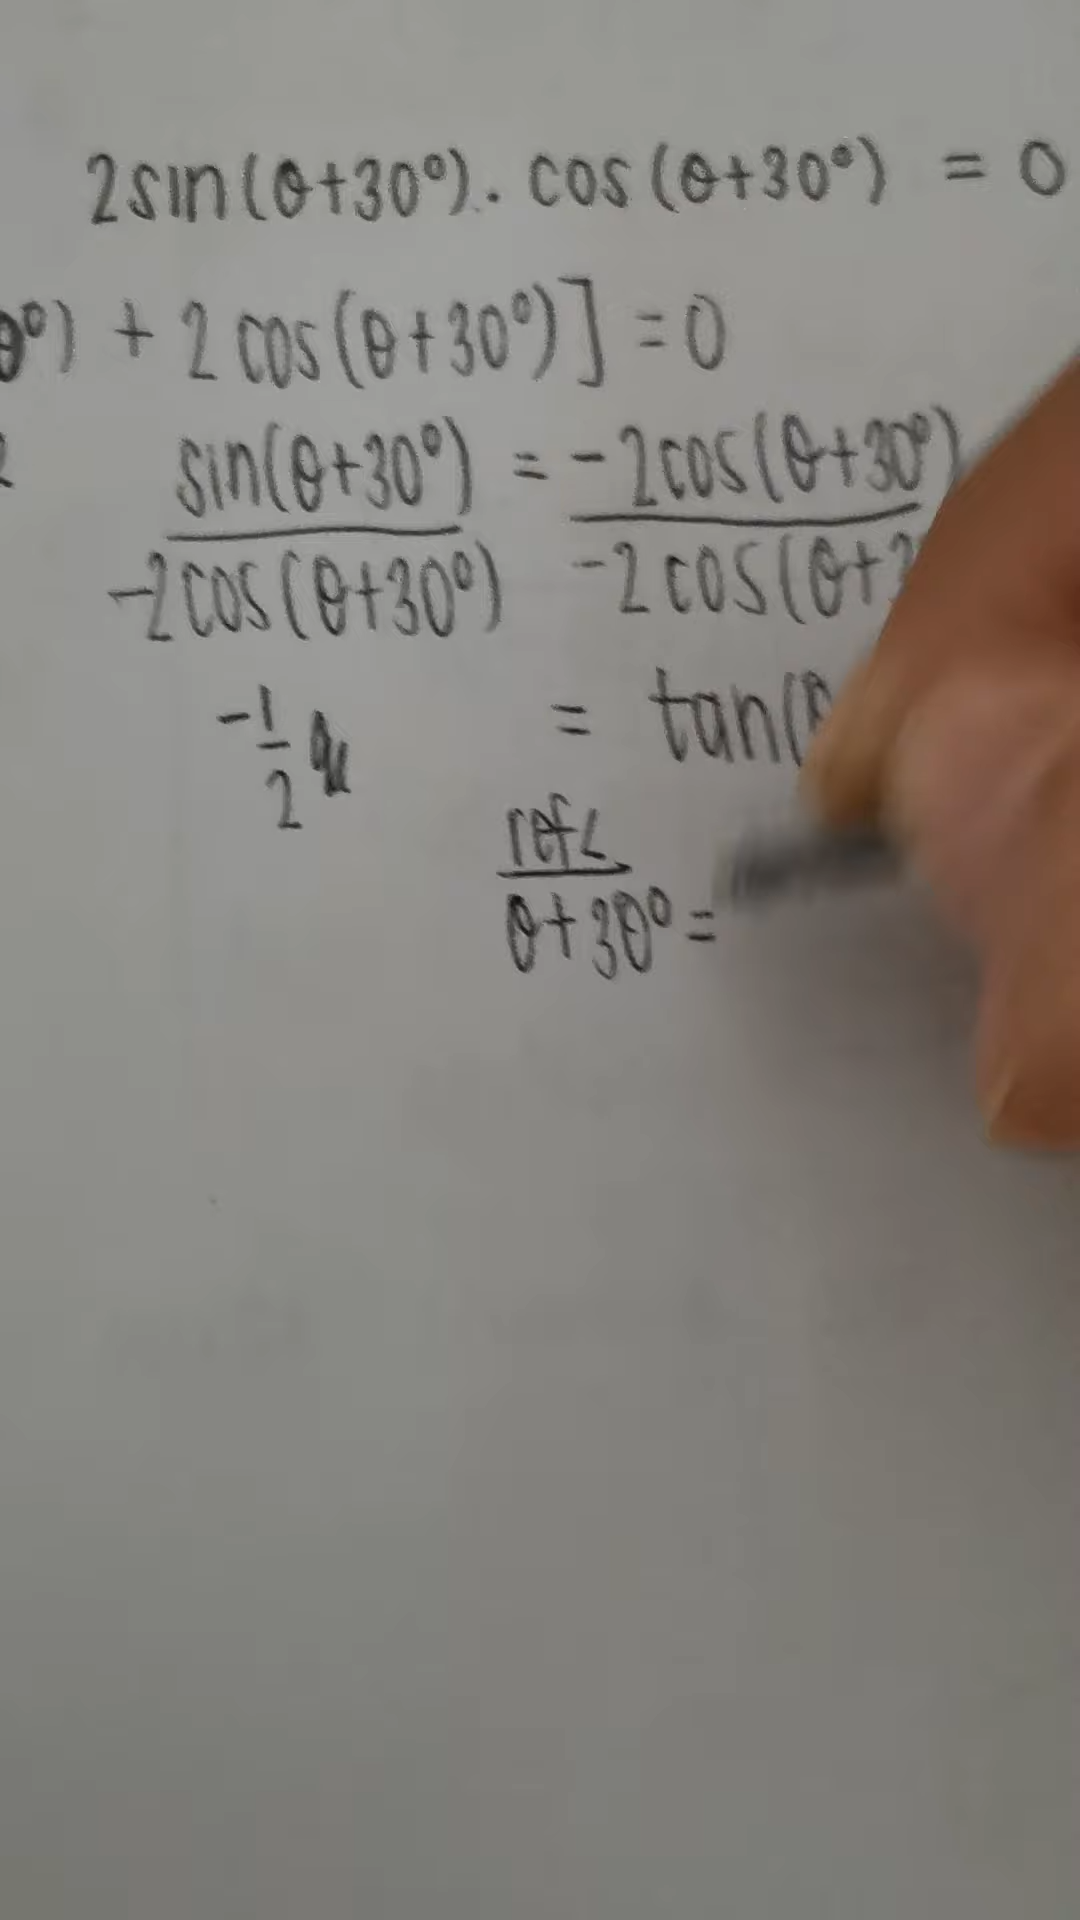 2sin(θ+30°). cos(θ+30°) = 0
θ°) + 2cos(θ+30°)] = 0
sin(θ+30°) = -2cos(θ+30°)
-2cos(θ+30°) -2cos(θ+3
-1/2 = tan(θ
ref∠
θ+30° =